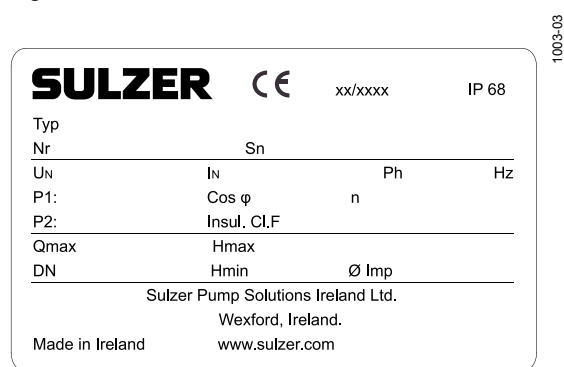 1003-03
SULZER CE xx/xxxx IP 68
Typ
Nr Sn
UN IN Ph Hz
P1: Cos φ n
P2: Insul. Cl.F
Qmax Hmax
DN Hmin Ø Imp
Sulzer Pump Solutions Ireland Ltd.
Wexford, Ireland.
Made in Ireland www.sulzer.com